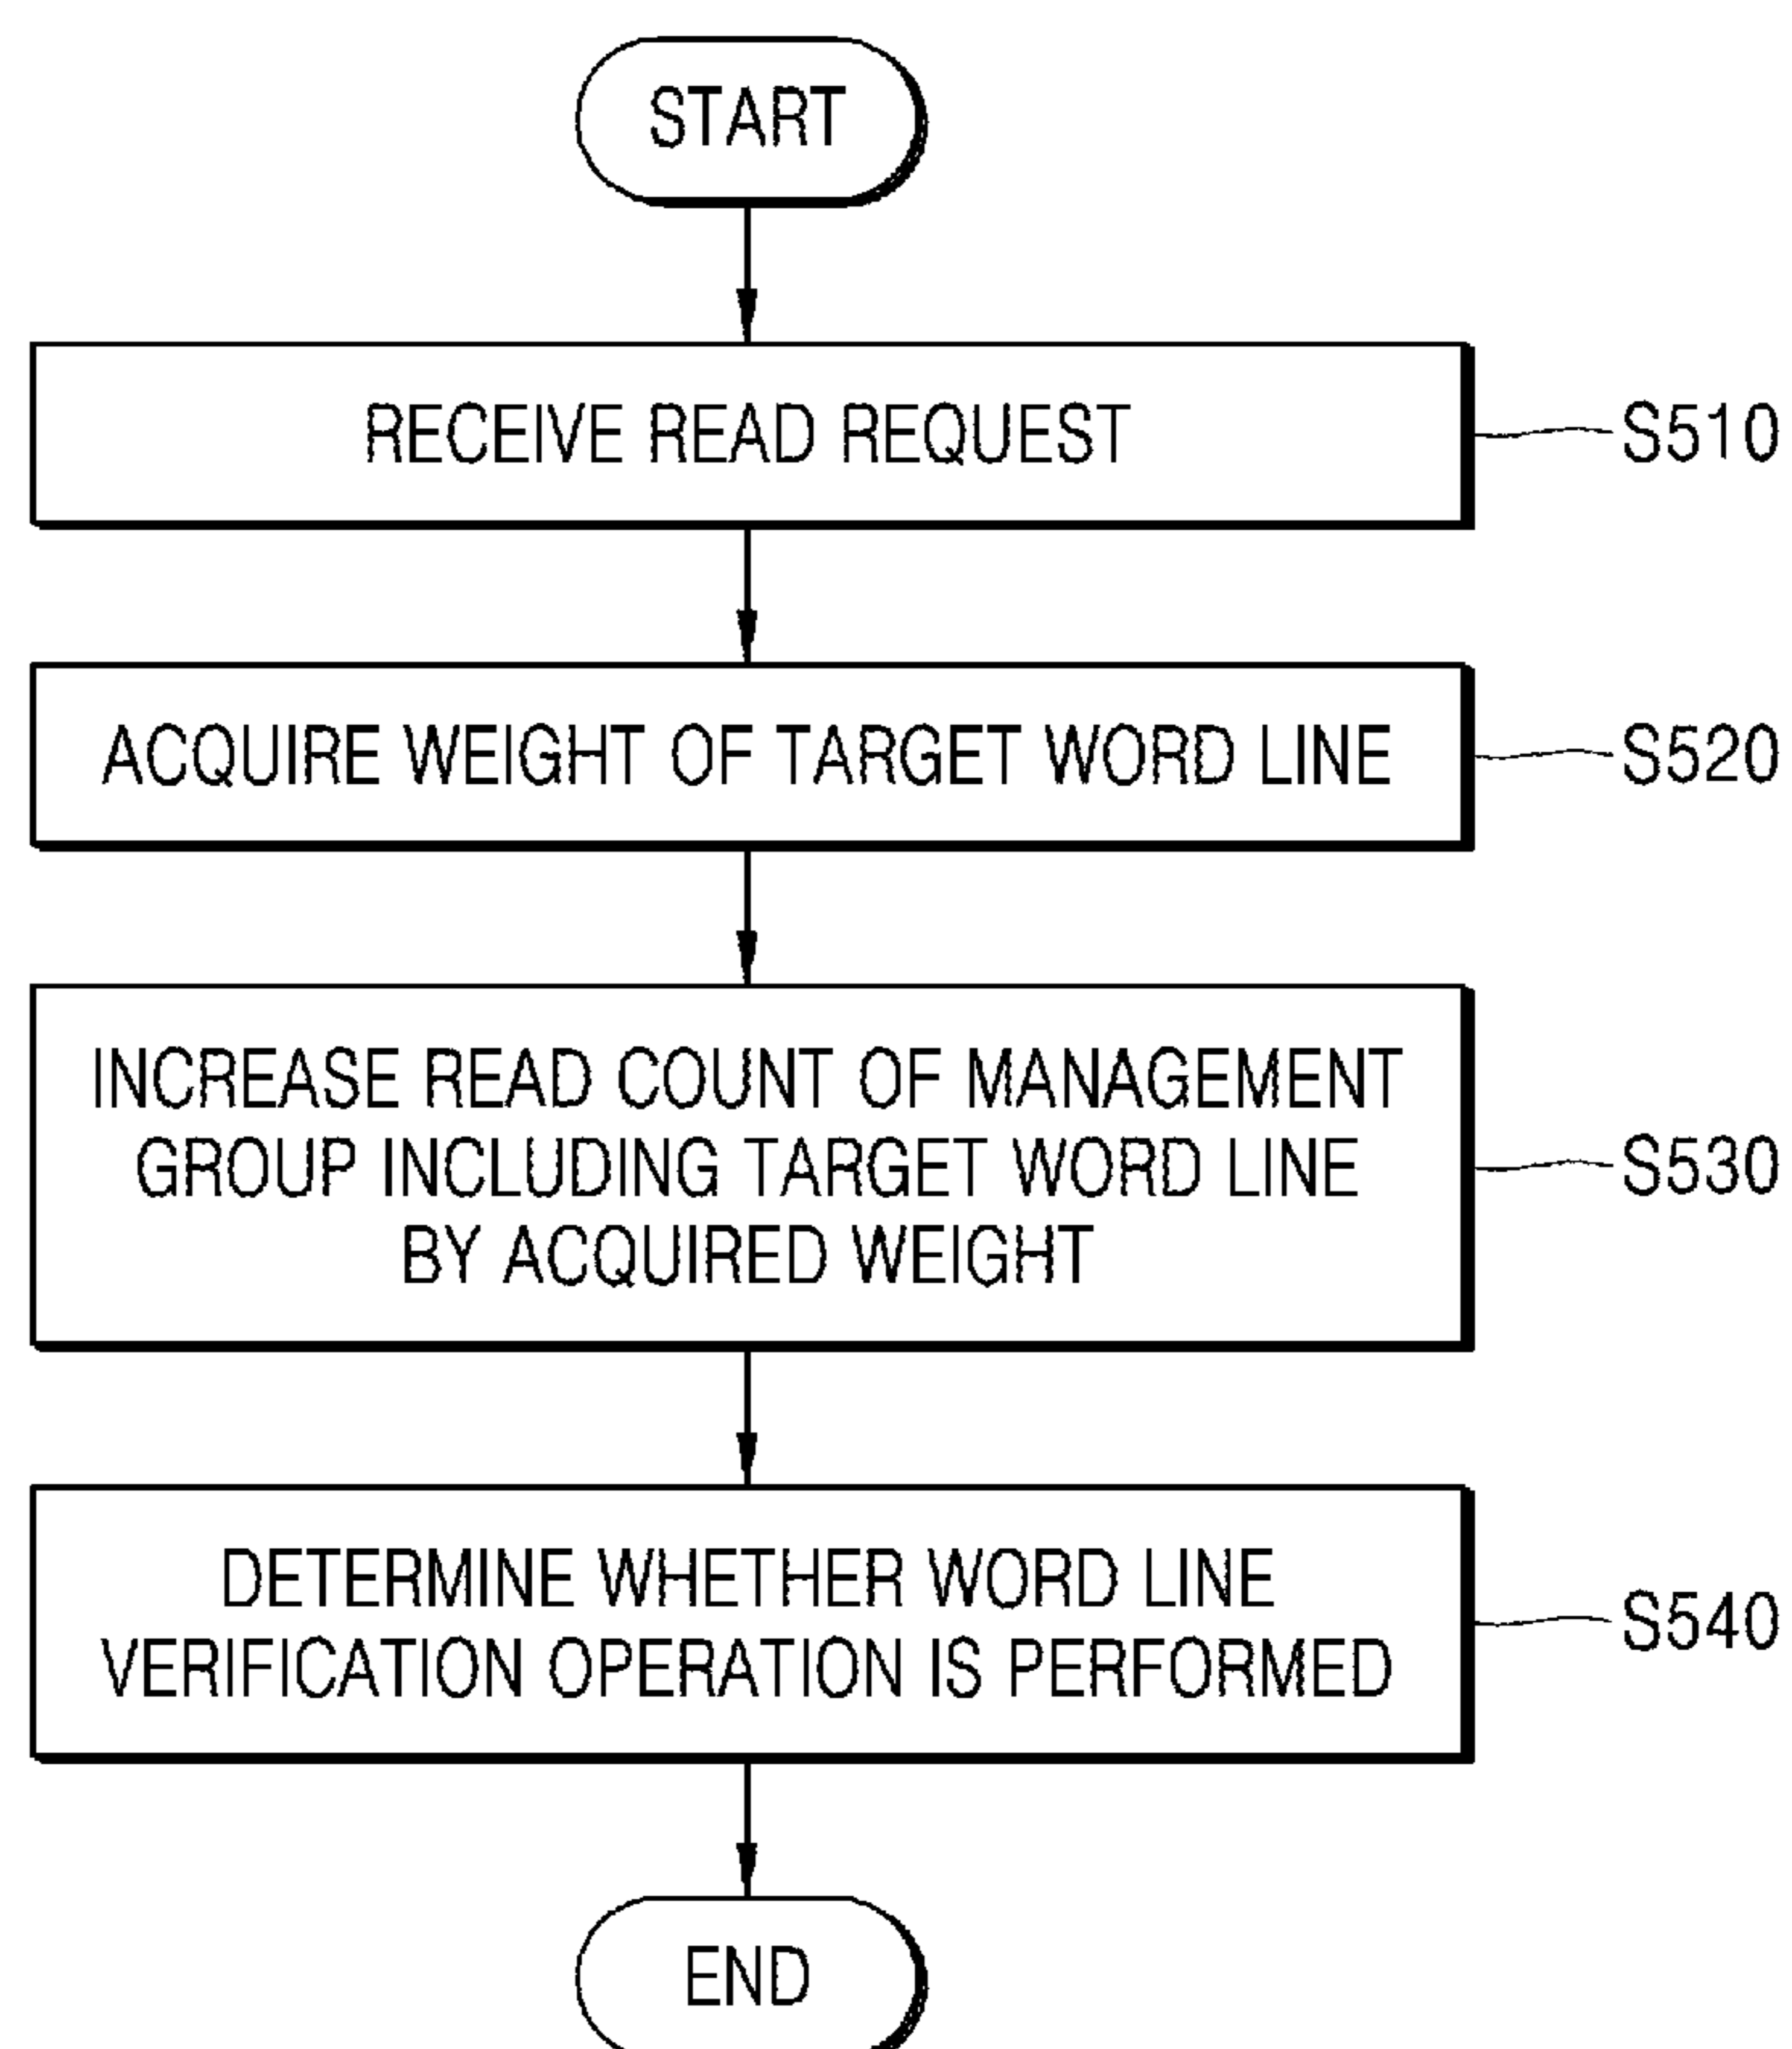 START
RECEIVE READ REQUEST
S510
ACQUIRE WEIGHT OF TARGET WORD LINE
S520
INCREASE READ COUNT OF MANAGEMENT
GROUP INCLUDING TARGET WORD LINE
BY ACQUIRED WEIGHT
S530
DETERMINE WHETHER WORD LINE
VERIFICATION OPERATION IS PERFORMED
S540
END